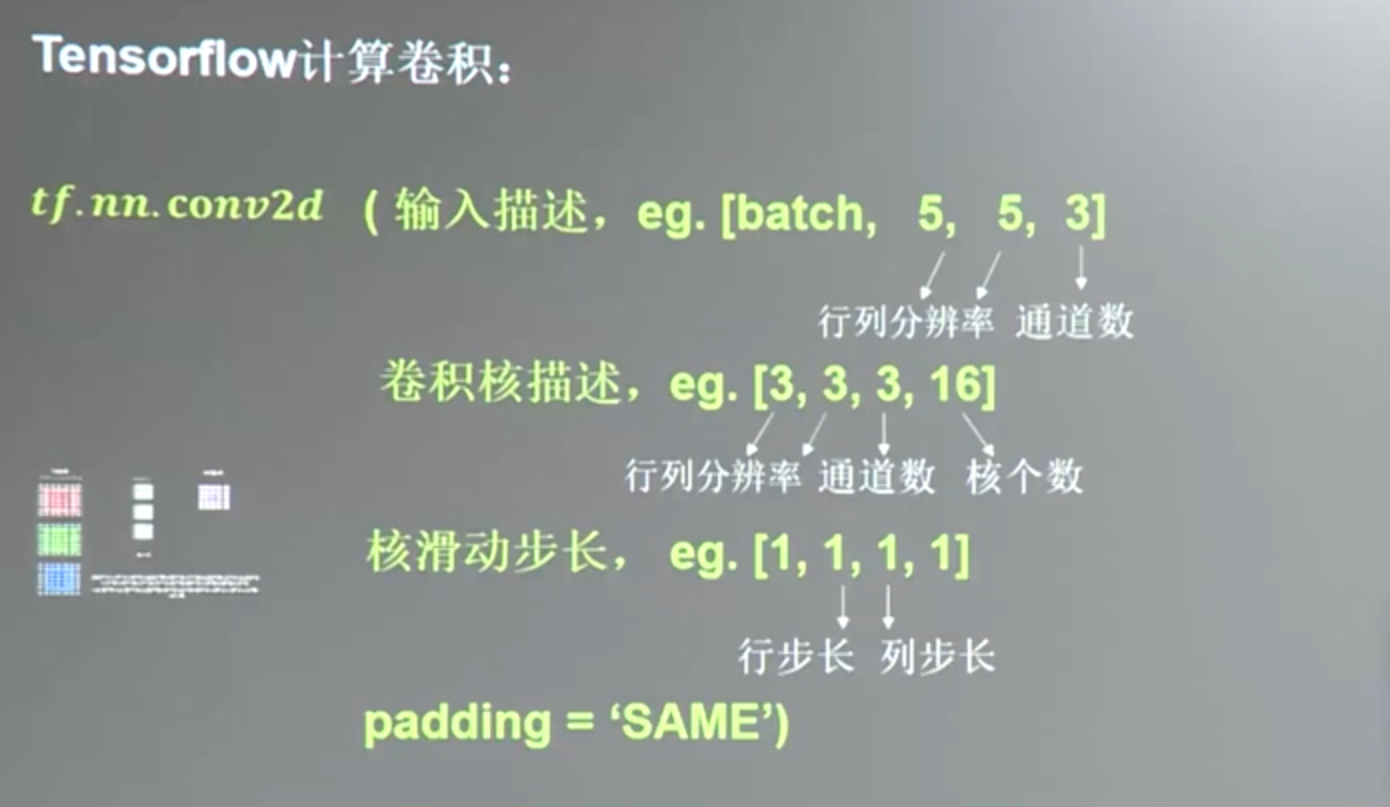 Tensorflow计算卷积:
tf.nn.conv2d ( 输入描述, eg. [batch, 5, 5, 3]
行列分辨率 通道数
卷积核描述, eg. [3, 3, 3, 16]
行列分辨率 通道数 核个数
核滑动步长, eg. [1, 1, 1, 1]
行步长 列步长
padding = ‘SAME’)